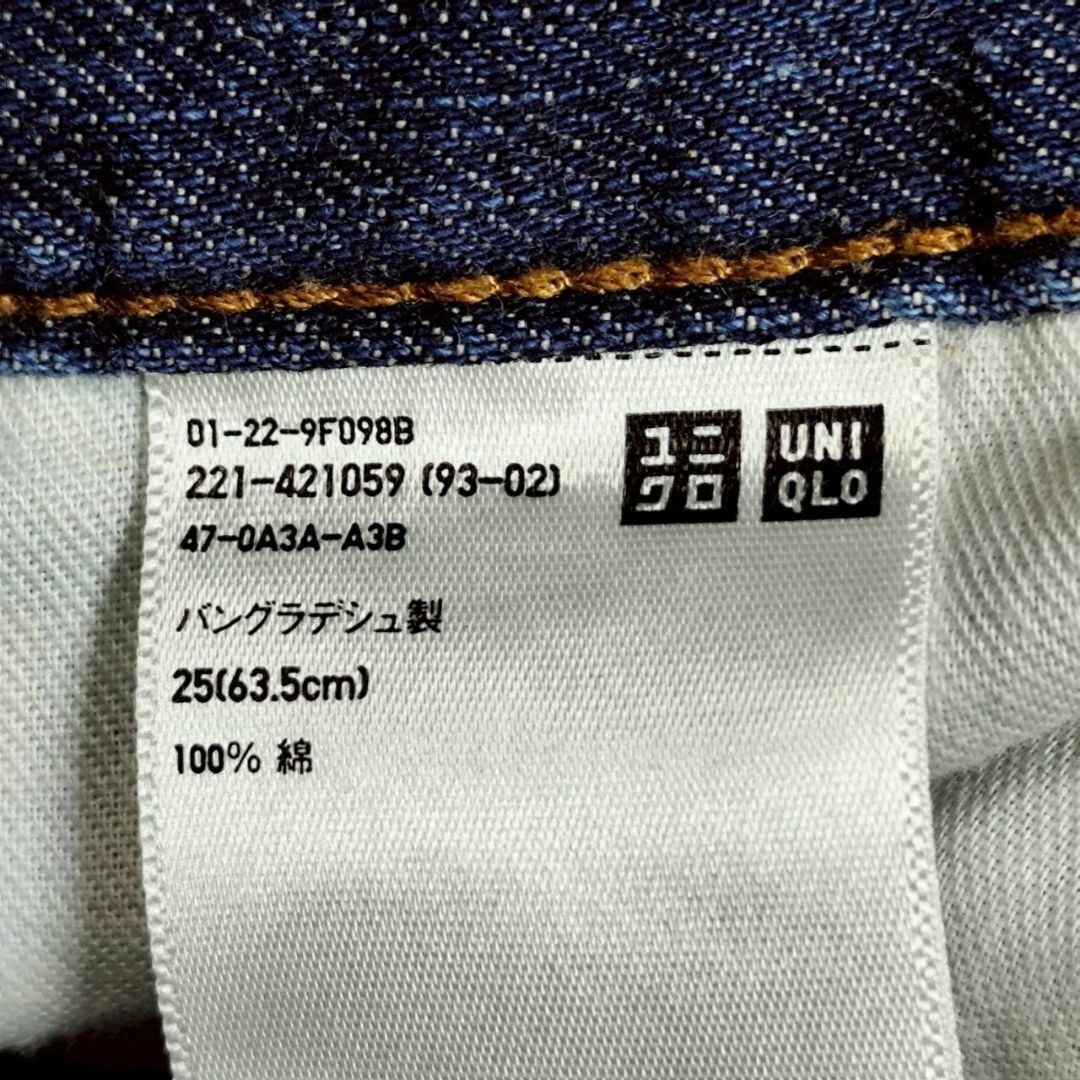 01-22-9F098B
221-421059 (93-02)
47-0A3A-A3B
ユニ
クロ
UNI
QLO
バングラデシュ製
25(63.5cm)
100% 綿